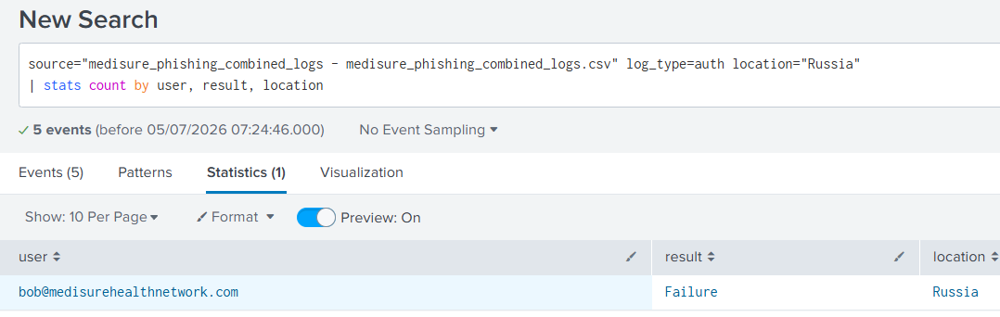 New Search
source="medisure_phishing_combined_logs - medisure_phishing_combined_logs.csv" log_type=auth location="Russia"
| stats count by user, result, location
5 events (before 05/07/2026 07:24:46.000) No Event Sampling
Events (5) Patterns Statistics (1) Visualization
Show: 10 Per Page Format Preview: On
user result location
bob@medisurehealthnetwork.com Failure Russia